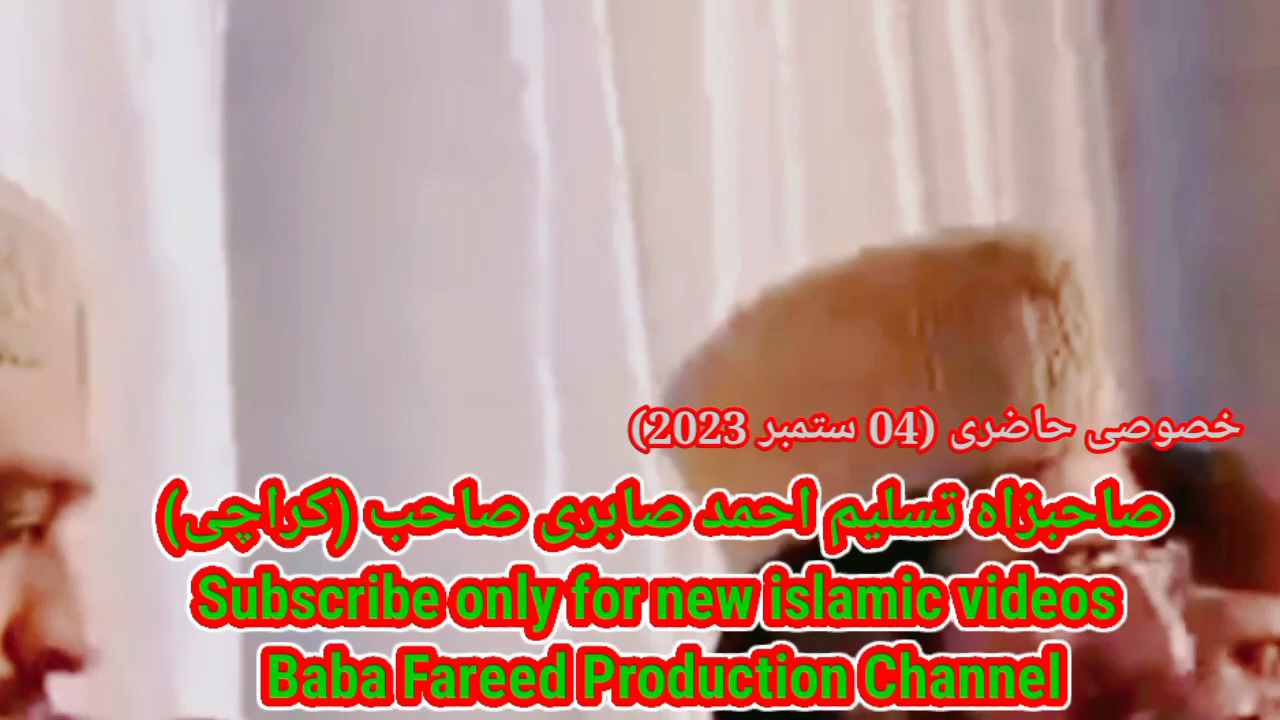 خصوصی حاضری (04 ستمبر 2023)
صاحبزاہ تسلیم احمد صابری صاحب (کراچی)
Subscribe only for new islamic videos
Baba Fareed Production Channel